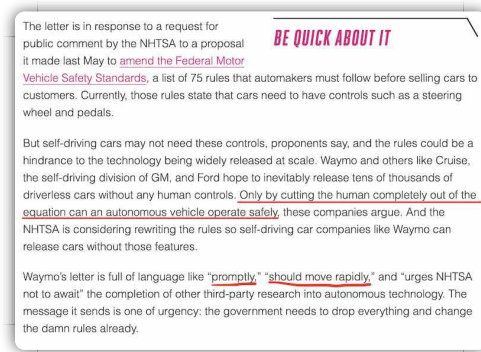 The letter is in response to a request for
public comment by the NHTSA to a proposal
it made last May to amend the Federal Motor
Vehicle Safety Standards, a list of 75 rules that automakers must follow before selling cars to
customers. Currently, those rules state that cars need to have controls such as a steering
wheel and pedals.
BE QUICK ABOUT IT
But self-driving cars may not need these controls, proponents say, and the rules could be a
hindrance to the technology being widely released at scale. Waymo and others like Cruise,
the self-driving division of GM, and Ford hope to inevitably release tens of thousands of
driverless cars without any human controls. Only by cutting the human completely out of the
equation can an autonomous vehicle operate safely, these companies argue. And the
NHTSA is considering rewriting the rules so self-driving car companies like Waymo can
release cars without those features.
Waymo's letter is full of language like “promptly,” “should move rapidly,” and “urges NHTSA
not to await” the completion of other third-party research into autonomous technology. The
message it sends is one of urgency: the government needs to drop everything and change
the damn rules already.